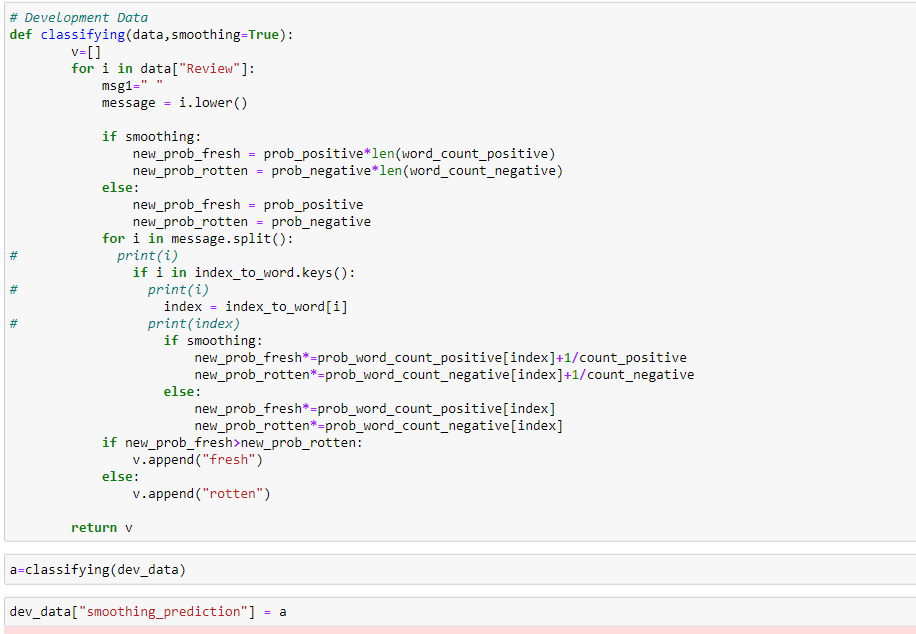 # Development Data
def classifying(data,smoothing=True):
        v=[]
        for i in data["Review"]:
            msg1=" "
            message = i.lower()

            if smoothing:
                new_prob_fresh = prob_positive*len(word_count_positive)
                new_prob_rotten = prob_negative*len(word_count_negative)
            else:
                new_prob_fresh = prob_positive
                new_prob_rotten = prob_negative
            for i in message.split():
#             print(i)
                if i in index_to_word.keys():
#                 print(i)
                    index = index_to_word[i]
#                 print(index)
                    if smoothing:
                        new_prob_fresh*=prob_word_count_positive[index]+1/count_positive
                        new_prob_rotten*=prob_word_count_negative[index]+1/count_negative
                    else:
                        new_prob_fresh*=prob_word_count_positive[index]
                        new_prob_rotten*=prob_word_count_negative[index]
            if new_prob_fresh>new_prob_rotten:
                v.append("fresh")
            else:
                v.append("rotten")

        return v
a=classifying(dev_data)
dev_data["smoothing_prediction"] = a